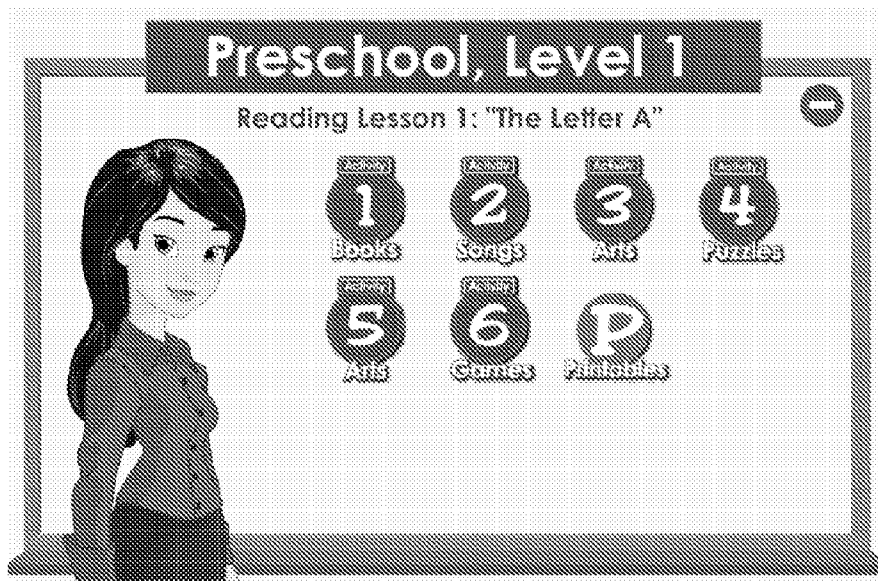 Preschool, Level 1
Reading Lesson 1: "The Letter A"
Activity Activity Activity Activity
1 2 3 4
Books Songs Arts Puzzles
Activity Activity
5 6 P
Arts Games Printables